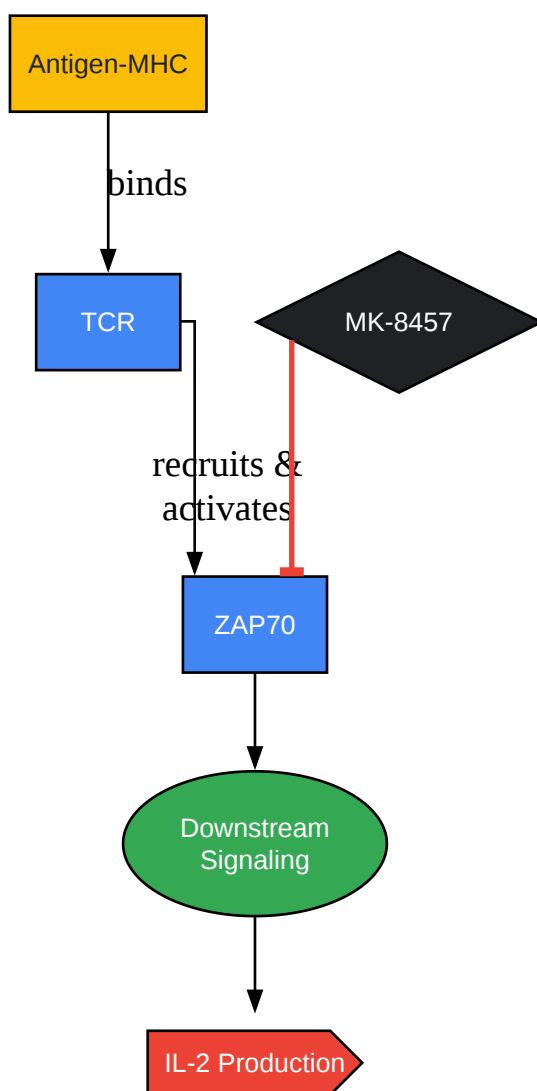 Antigen-MHC
binds
TCR
MK-8457
recruits &
activates
ZAP70
Downstream
Signaling
IL-2 Production